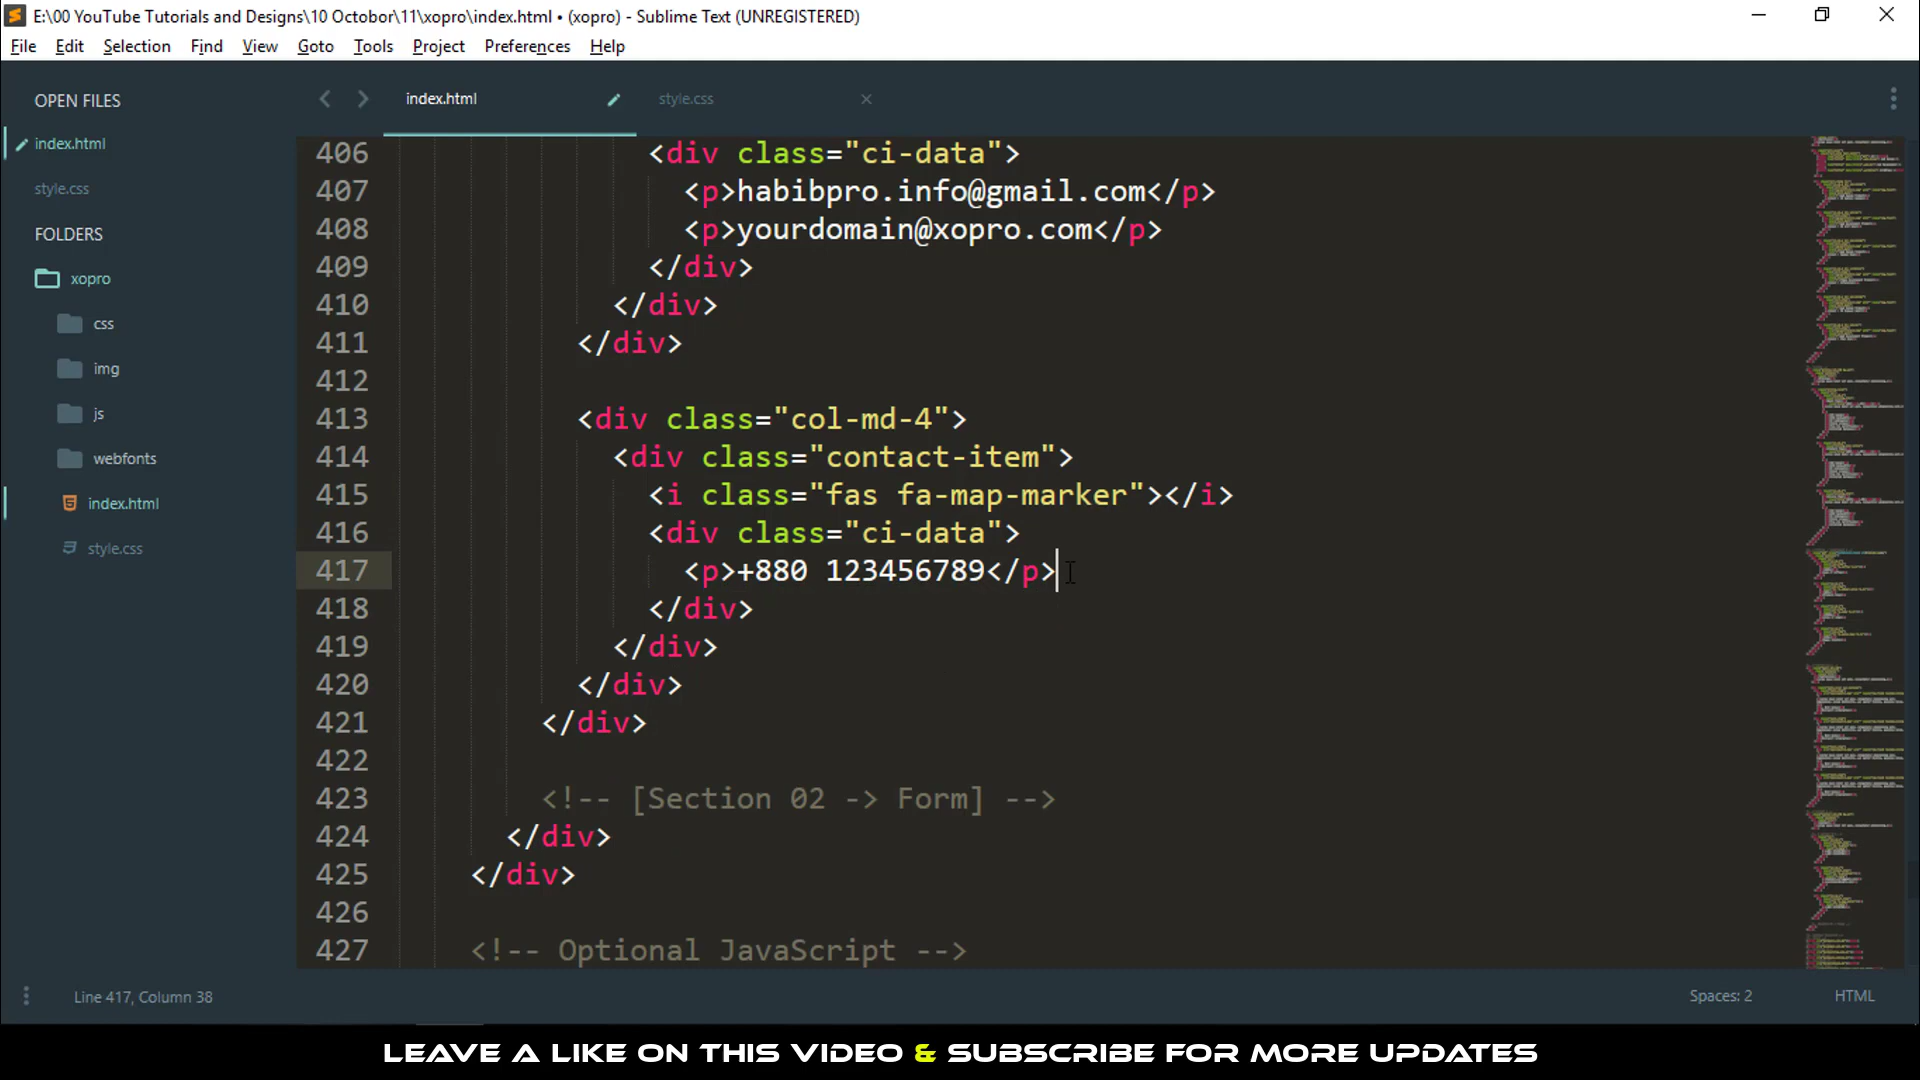 E:\00 YouTube Tutorials and Designs\10 Octobor\11\xopro\index.html • (xopro) - Sublime Text (UNREGISTERED)
File Edit Selection Find View Goto Tools Project Preferences Help
OPEN FILES
index.html
style.css
FOLDERS
xopro
css
img
js
webfonts
index.html
style.css
index.html
style.css
406 <div class="ci-data">
407 <p>habibpro.info@gmail.com</p>
408 <p>yourdomain@xopro.com</p>
409 </div>
410 </div>
411 </div>
412
413 <div class="col-md-4">
414 <div class="contact-item">
415 <i class="fas fa-map-marker"></i>
416 <div class="ci-data">
417 <p>+880 123456789</p>
418 </div>
419 </div>
420 </div>
421 </div>
422
423 <!-- [Section 02 -> Form] -->
424 </div>
425 </div>
426
427 <!-- Optional JavaScript -->
Line 417, Column 38
Spaces: 2
HTML
LEAVE A LIKE ON THIS VIDEO & SUBSCRIBE FOR MORE UPDATES